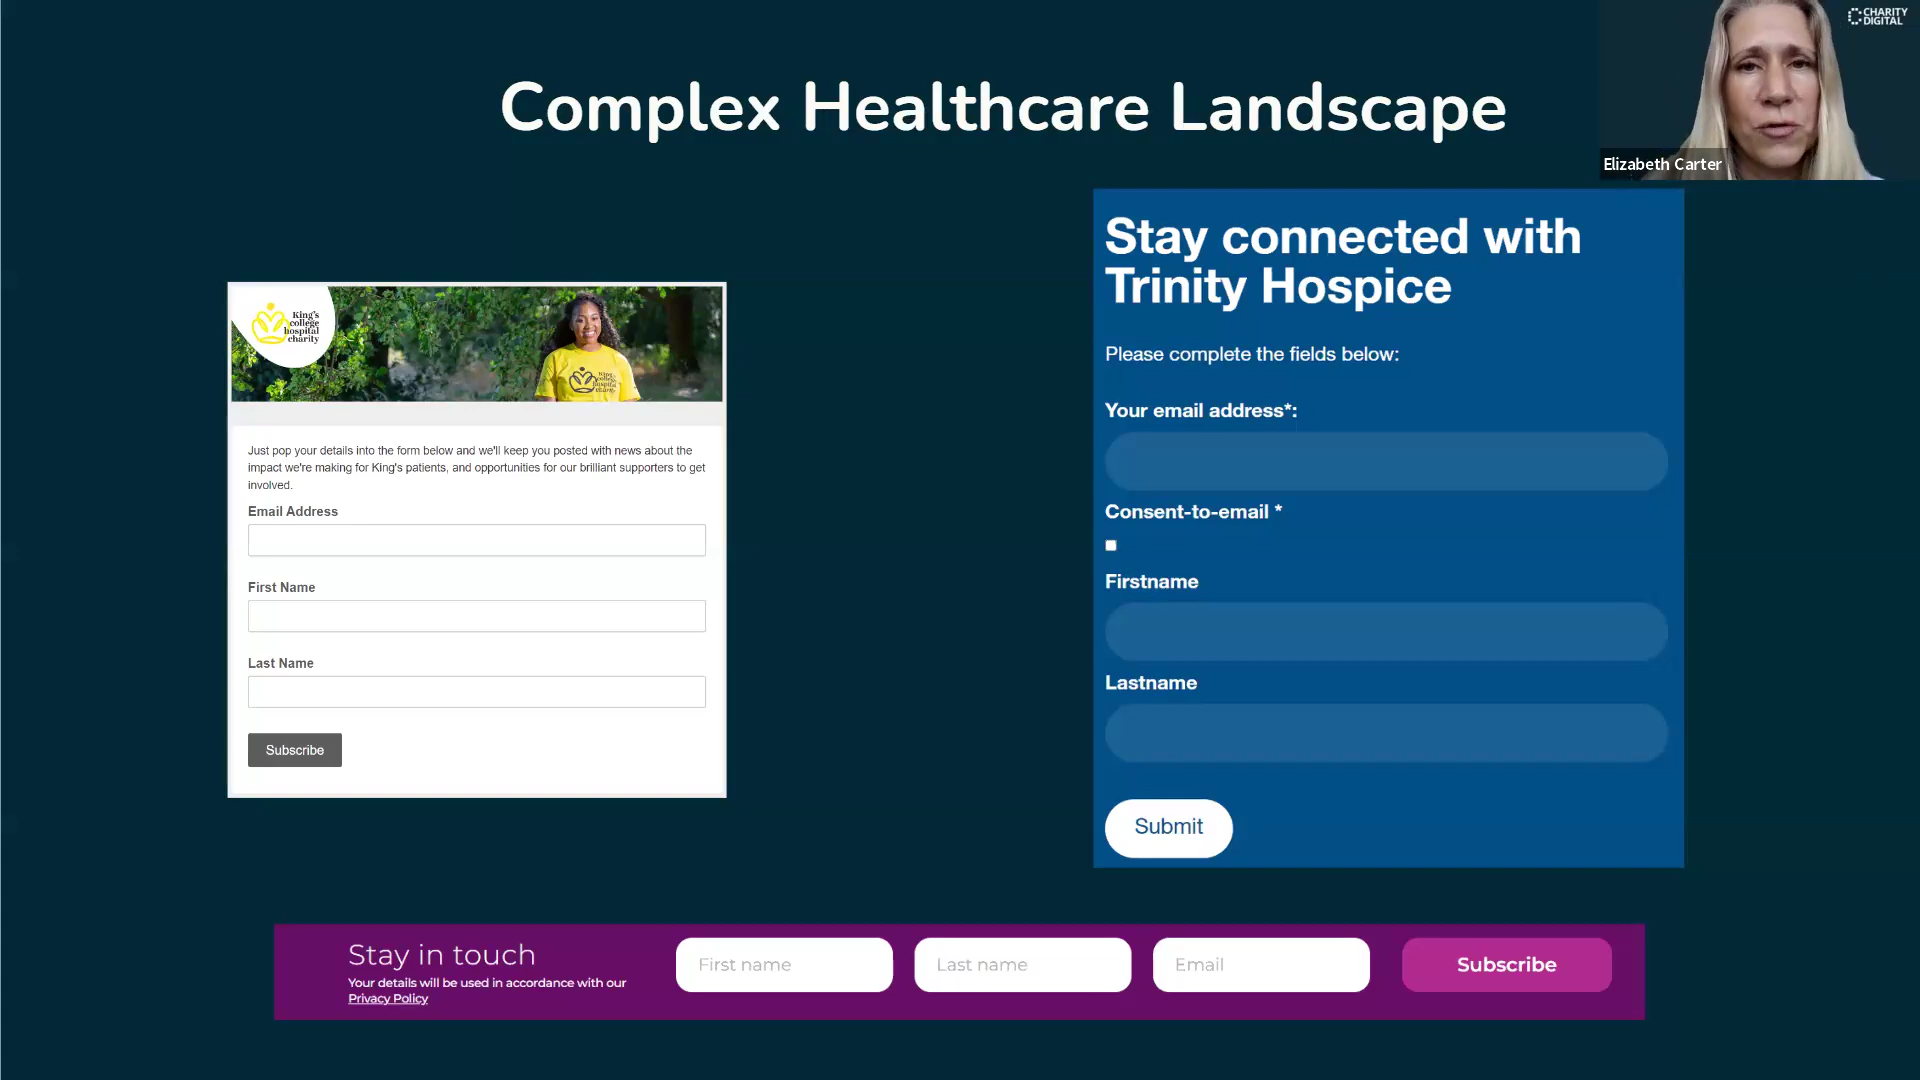 CHARITY
DIGITAL
Complex Healthcare Landscape
Elizabeth Carter
King's
college
hospital
charity
King's
college
hospital
charity
Just pop your details into the form below and we'll keep you posted with news about the
impact we're making for King's patients, and opportunities for our brilliant supporters to get
involved.
Email Address
First Name
Last Name
Subscribe
Stay connected with
Trinity Hospice
Please complete the fields below:
Your email address*:
Consent-to-email *
Firstname
Lastname
Submit
Stay in touch
Your details will be used in accordance with our
Privacy Policy
First name
Last name
Email
Subscribe